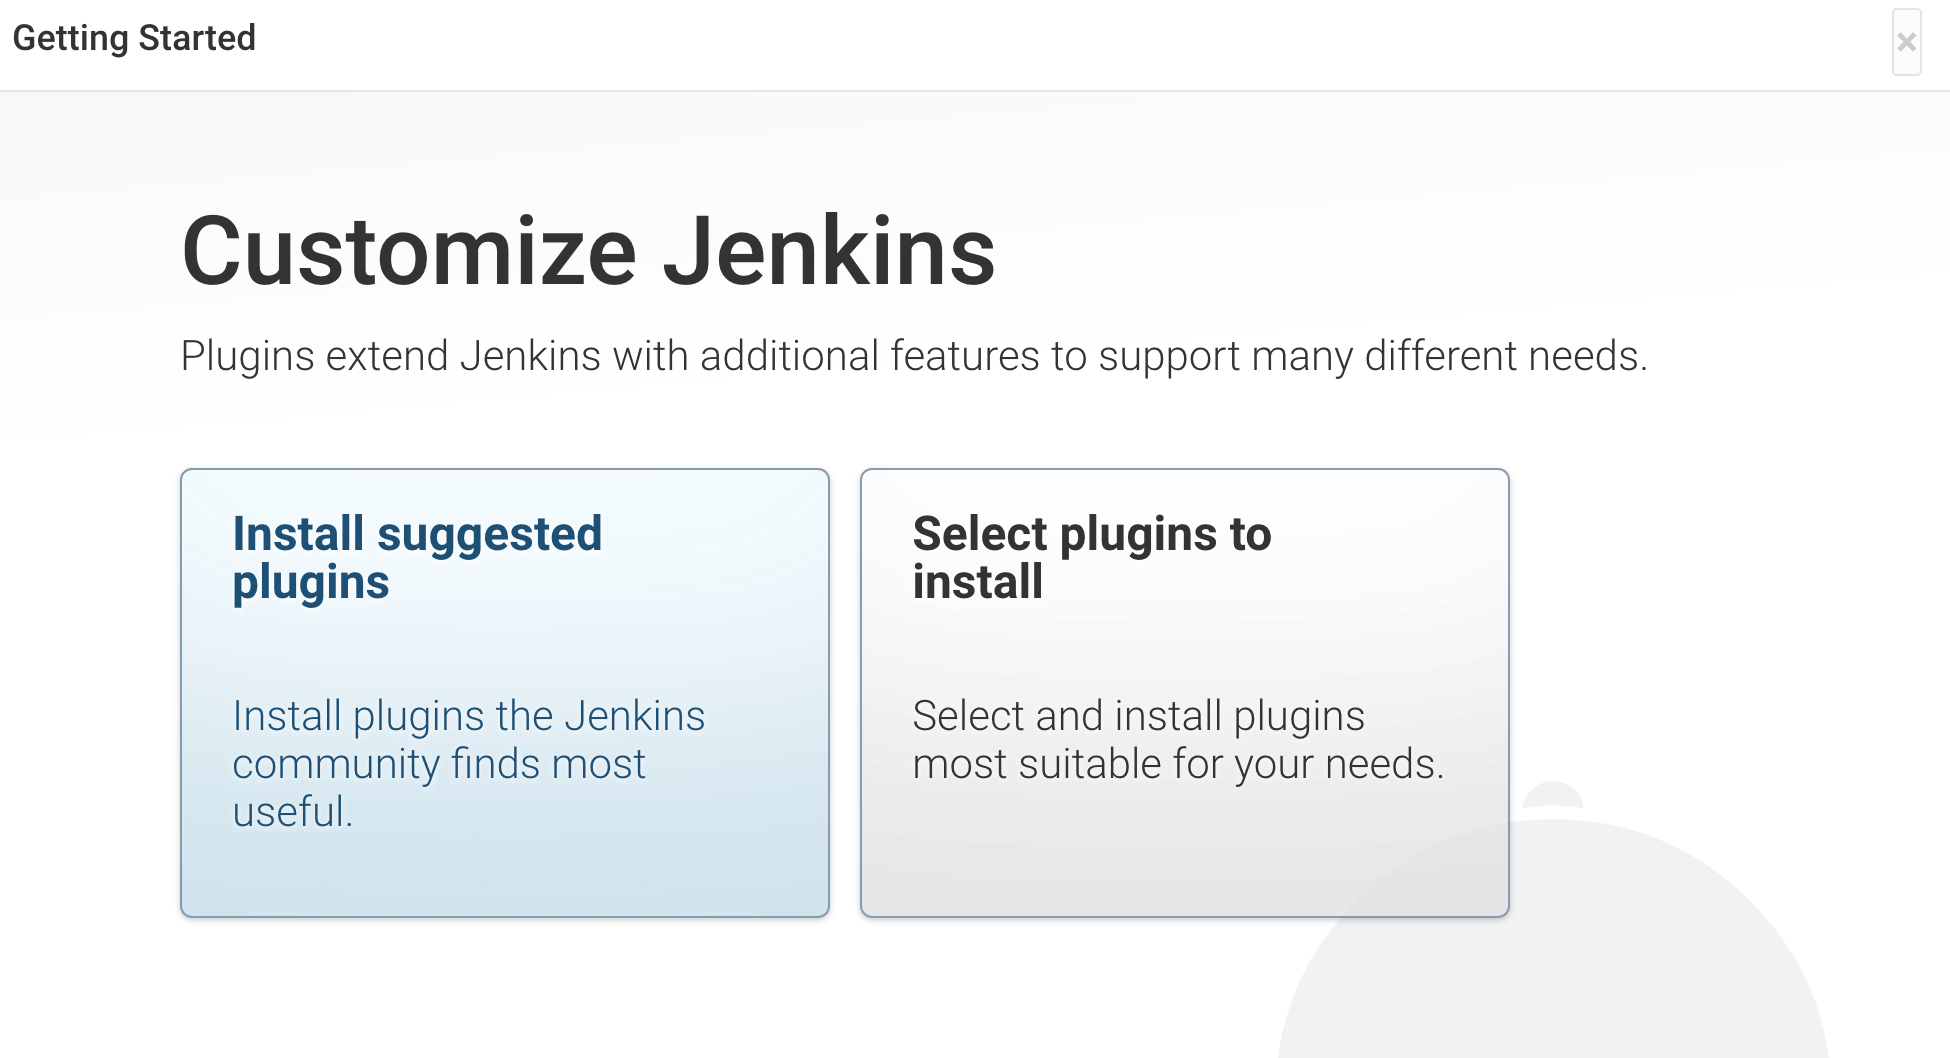 Getting Started
×
Customize Jenkins
Plugins extend Jenkins with additional features to support many different needs.
Install suggested
plugins
Install plugins the Jenkins
community finds most
useful.
Select plugins to
install
Select and install plugins
most suitable for your needs.